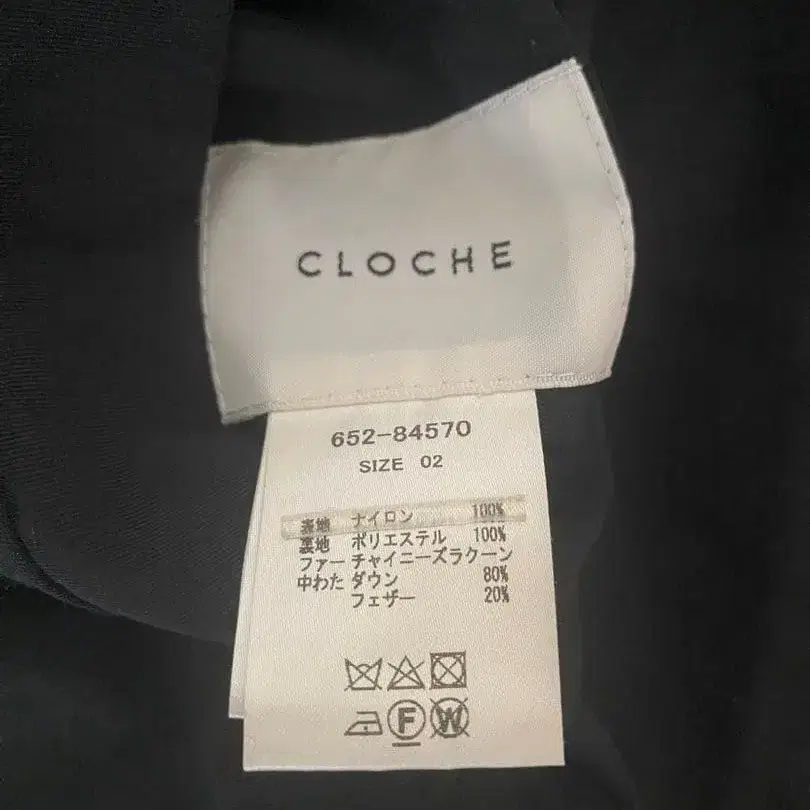 CLOCHE
652-84570
SIZE 02
表地 ナイロン 100%
裏地 ポリエステル 100%
ファー チャイニーズラクーン
中わた ダウン 80%
フェザー 20%
F W